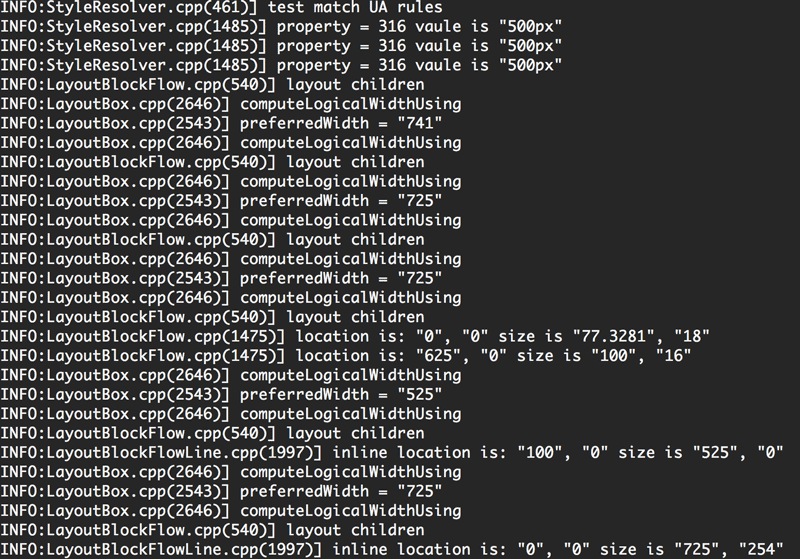 INFO:StyleResolver.cpp(461)] test match UA rules
INFO:StyleResolver.cpp(1485)] property = 316 vaule is "500px"
INFO:StyleResolver.cpp(1485)] property = 316 vaule is "500px"
INFO:StyleResolver.cpp(1485)] property = 316 vaule is "500px"
INFO:LayoutBlockFlow.cpp(540)] layout children
INFO:LayoutBox.cpp(2646)] computeLogicalWidthUsing
INFO:LayoutBox.cpp(2543)] preferredWidth = "741"
INFO:LayoutBox.cpp(2646)] computeLogicalWidthUsing
INFO:LayoutBlockFlow.cpp(540)] layout children
INFO:LayoutBox.cpp(2646)] computeLogicalWidthUsing
INFO:LayoutBox.cpp(2543)] preferredWidth = "725"
INFO:LayoutBox.cpp(2646)] computeLogicalWidthUsing
INFO:LayoutBlockFlow.cpp(540)] layout children
INFO:LayoutBox.cpp(2646)] computeLogicalWidthUsing
INFO:LayoutBox.cpp(2543)] preferredWidth = "725"
INFO:LayoutBox.cpp(2646)] computeLogicalWidthUsing
INFO:LayoutBlockFlow.cpp(540)] layout children
INFO:LayoutBlockFlow.cpp(1475)] location is: "0", "0" size is "77.3281", "18"
INFO:LayoutBlockFlow.cpp(1475)] location is: "625", "0" size is "100", "16"
INFO:LayoutBox.cpp(2646)] computeLogicalWidthUsing
INFO:LayoutBox.cpp(2543)] preferredWidth = "525"
INFO:LayoutBox.cpp(2646)] computeLogicalWidthUsing
INFO:LayoutBlockFlow.cpp(540)] layout children
INFO:LayoutBlockFlowLine.cpp(1997)] inline location is: "100", "0" size is "525", "0"
INFO:LayoutBox.cpp(2646)] computeLogicalWidthUsing
INFO:LayoutBox.cpp(2543)] preferredWidth = "725"
INFO:LayoutBox.cpp(2646)] computeLogicalWidthUsing
INFO:LayoutBlockFlow.cpp(540)] layout children
INFO:LayoutBlockFlowLine.cpp(1997)] inline location is: "0", "0" size is "725", "254"